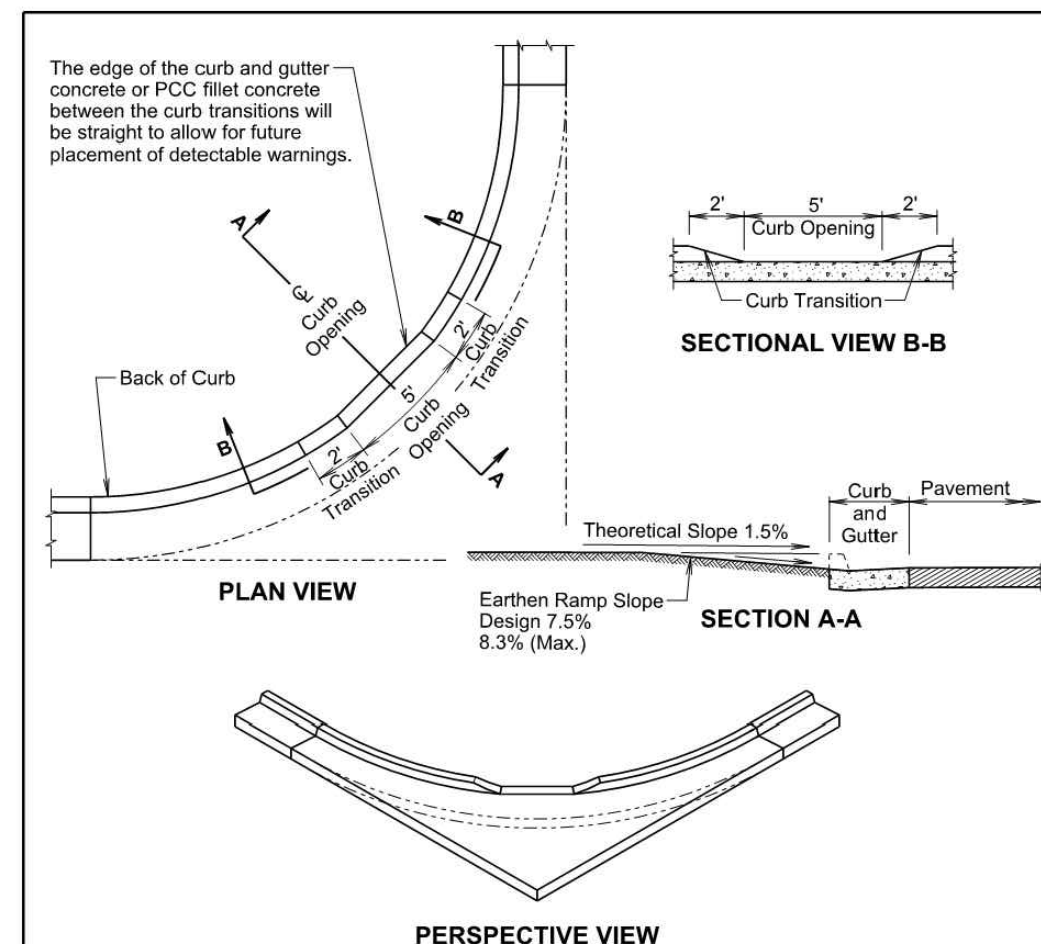 The edge of the curb and gutter
concrete or PCC fillet concrete
between the curb transitions will
be straight to allow for future
placement of detectable warnings.
A
B
℄
Curb
Opening
2'
Curb
Transition
5'
Curb
Opening
Back of Curb
B
2'
Curb
Transition
A
PLAN VIEW
2'
5'
2'
Curb Opening
Curb Transition
SECTIONAL VIEW B-B
Curb
and
Gutter
Pavement
Theoretical Slope 1.5%
Earthen Ramp Slope
Design 7.5%
8.3% (Max.)
SECTION A-A
PERSPECTIVE VIEW